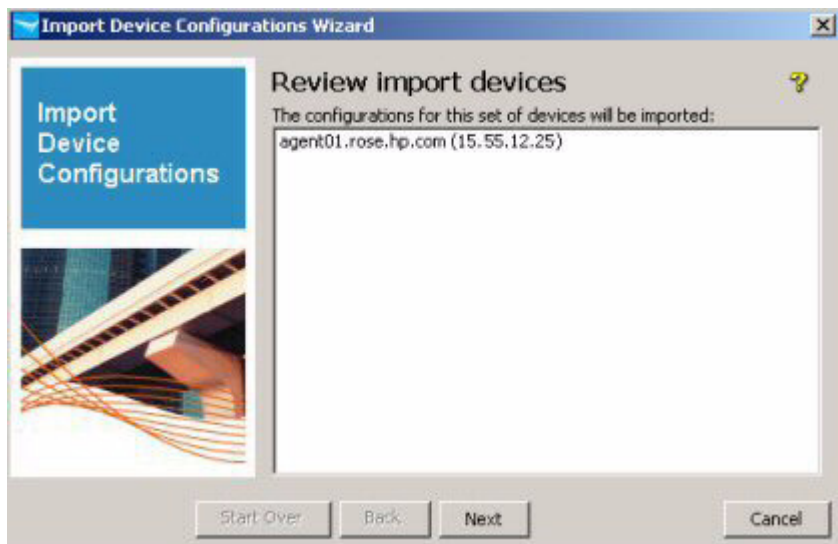 Import Device Configurations Wizard
Import
Device
Configurations
Review import devices
The configurations for this set of devices will be imported:
agent01.rose.hp.com (15.55.12.25)
Start Over
Back
Next
Cancel